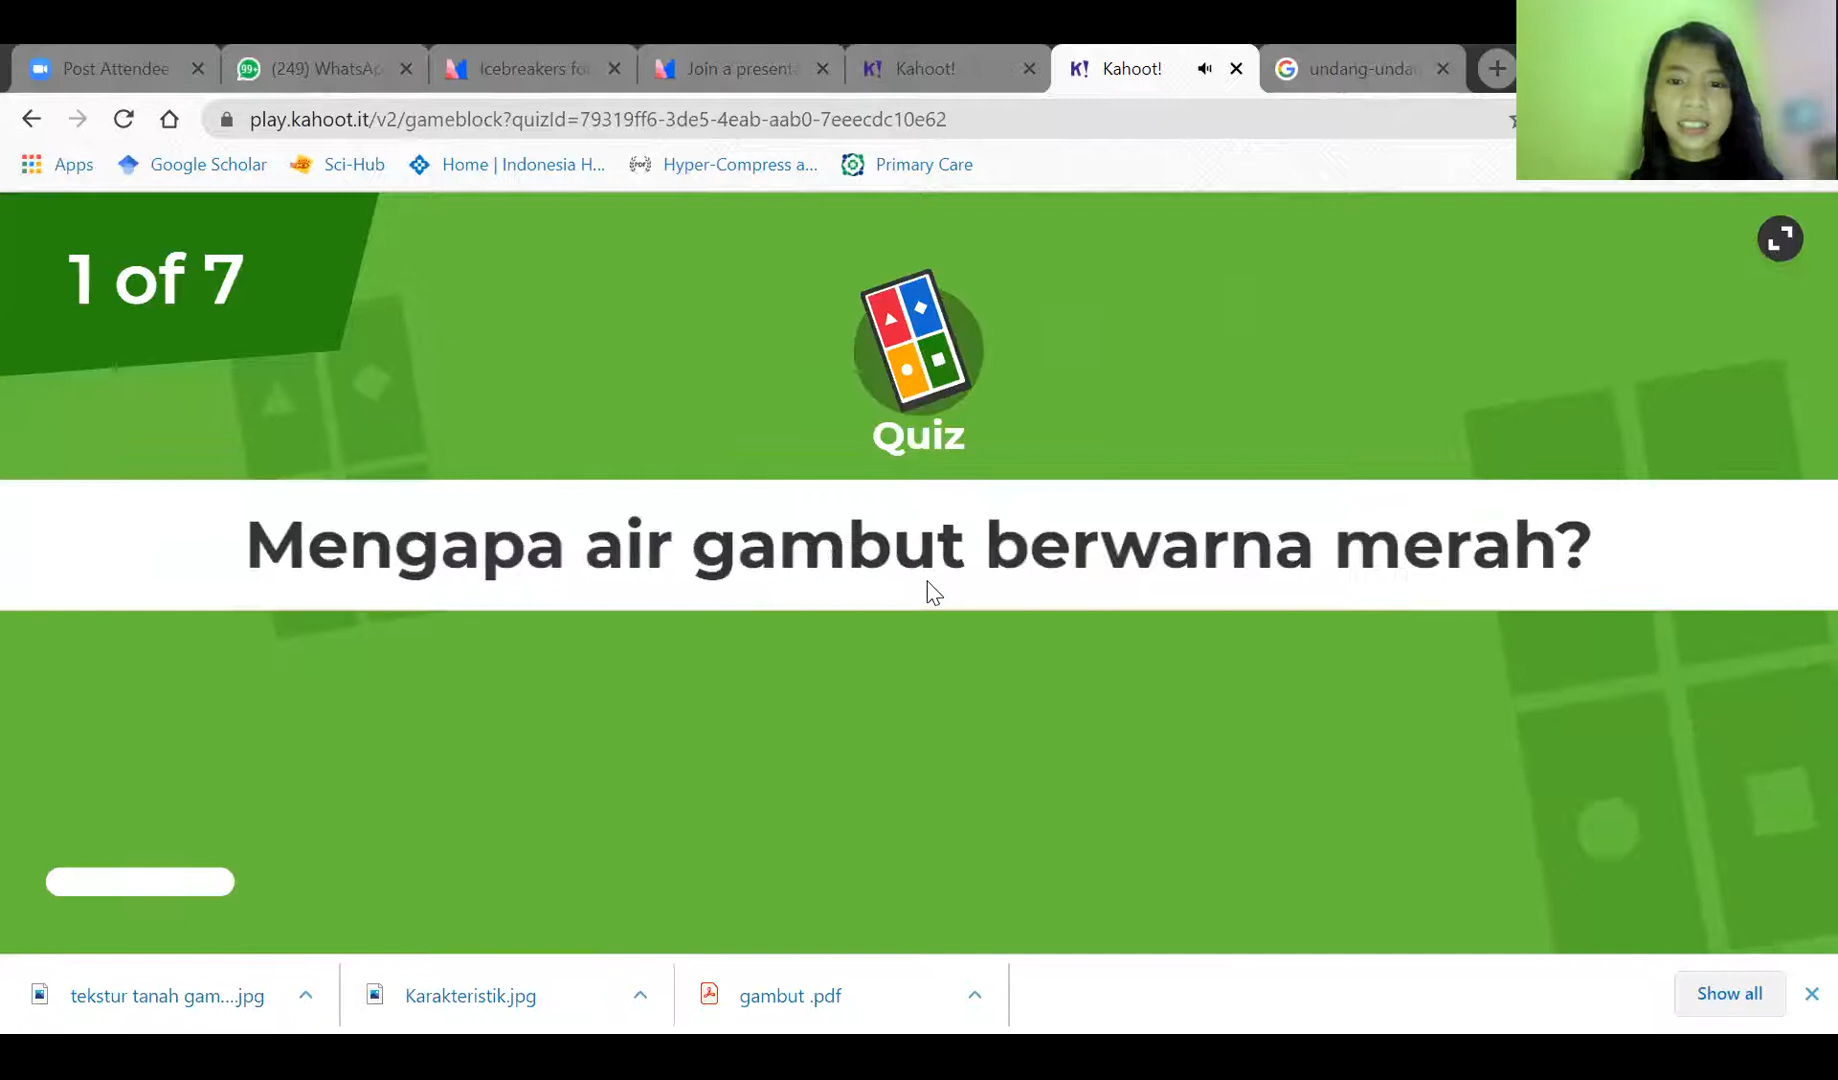 Post Attendee
(249) WhatsAp
Icebreakers fo
Join a present
Kahoot!
Kahoot!
undang-undan
play.kahoot.it/v2/gameblock?quizId=79319ff6-3de5-4eab-aab0-7eeecdc10e62
Apps
Google Scholar
Sci-Hub
Home | Indonesia H...
Hyper-Compress a...
Primary Care
1 of 7
Quiz
Mengapa air gambut berwarna merah?
tekstur tanah gam....jpg
Karakteristik.jpg
gambut .pdf
Show all